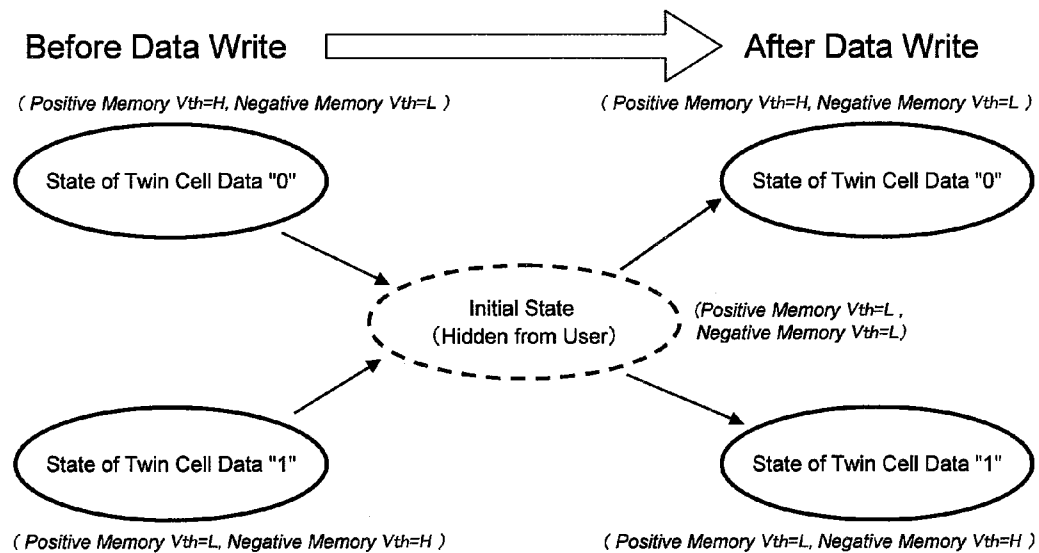 Before Data Write
After Data Write
( Positive Memory Vth=H, Negative Memory Vth=L )
( Positive Memory Vth=H, Negative Memory Vth=L )
State of Twin Cell Data "0"
State of Twin Cell Data "0"
Initial State
(Hidden from User)
(Positive Memory Vth=L ,
Negative Memory Vth=L)
State of Twin Cell Data "1"
State of Twin Cell Data "1"
( Positive Memory Vth=L, Negative Memory Vth=H )
( Positive Memory Vth=L, Negative Memory Vth=H )